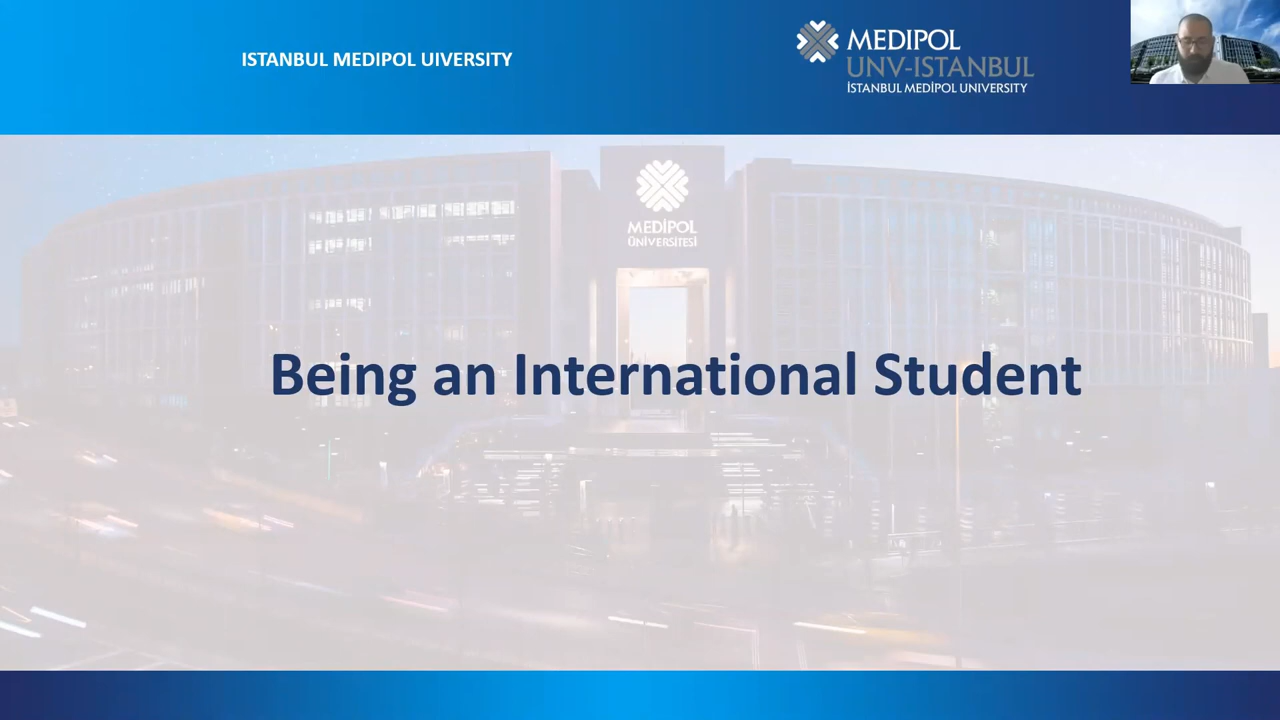 ISTANBUL MEDIPOL UIVERSITY
MEDIPOL
UNV-ISTANBUL
İSTANBUL MEDİPOL UNIVERSITY
MEDİPOL
ÜNİVERSİTESİ
Being an International Student